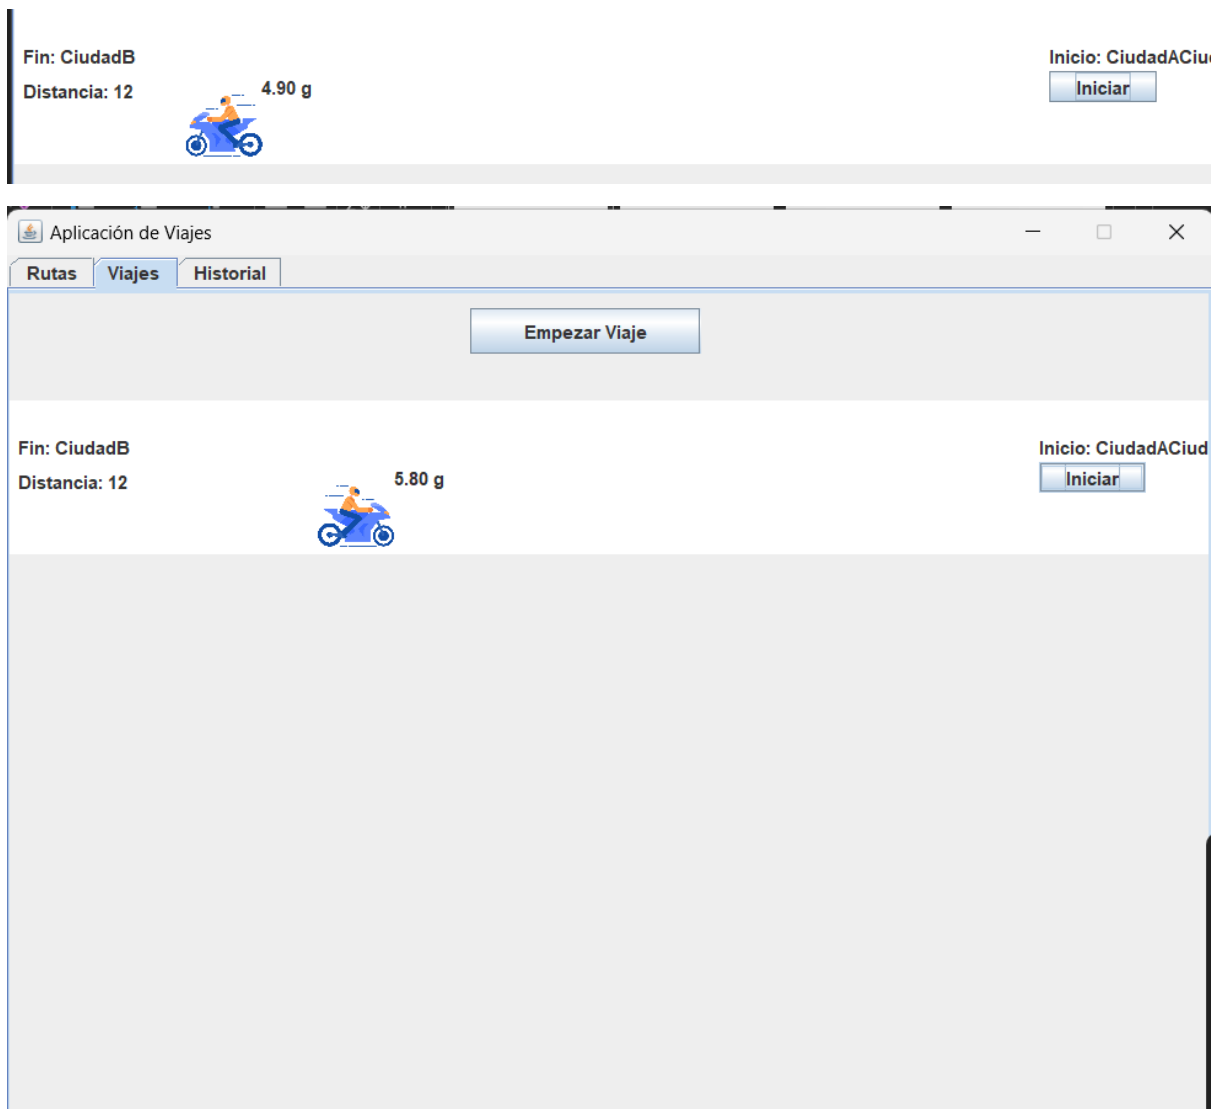 Fin: CiudadB
Inicio: CiudadACiud
Distancia: 12
4.90 g
Iniciar
Aplicación de Viajes
Rutas
Viajes
Historial
Empezar Viaje
Fin: CiudadB
Inicio: CiudadACiud
Distancia: 12
5.80 g
Iniciar